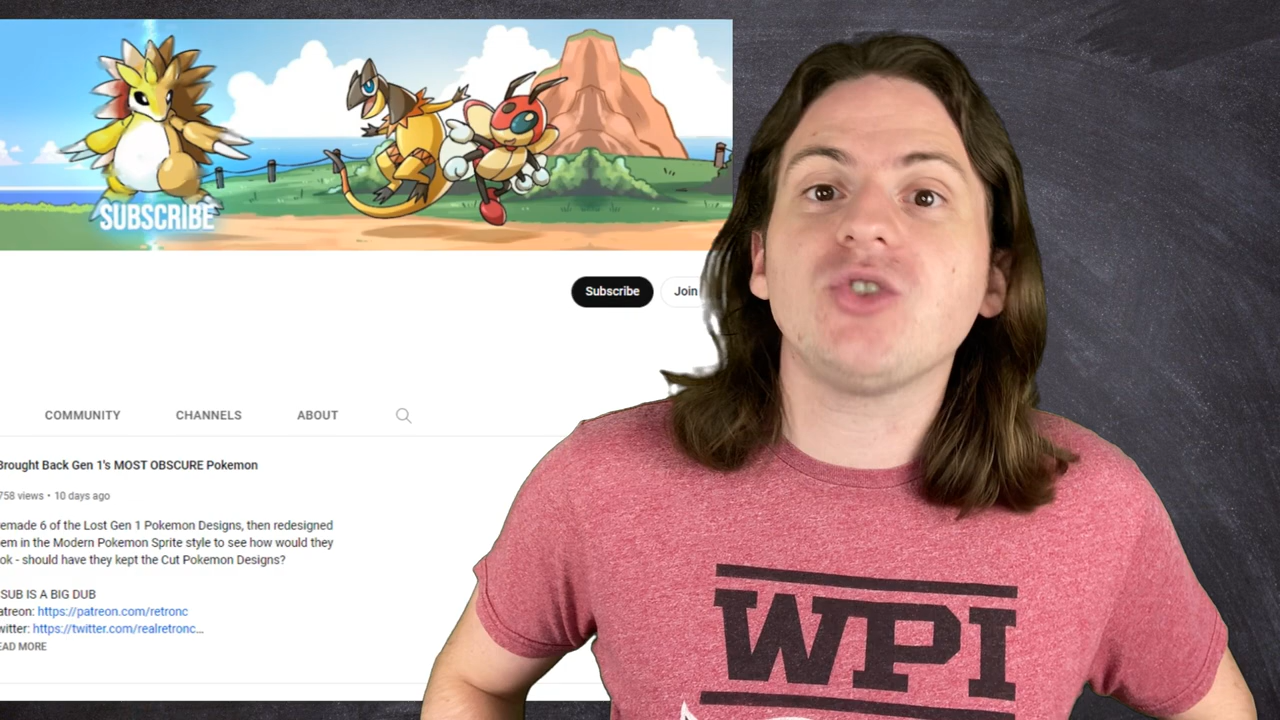 SUBSCRIBE
Subscribe
Join
COMMUNITY
CHANNELS
ABOUT
Brought Back Gen 1's MOST OBSCURE Pokemon
758 views • 10 days ago
emade 6 of the Lost Gen 1 Pokemon Designs, then redesigned
em in the Modern Pokemon Sprite style to see how would they
ok - should have they kept the Cut Pokemon Designs?
SUB IS A BIG DUB
atreon: https://patreon.com/retronc
witter: https://twitter.com/realretronc...
EAD MORE
WPI